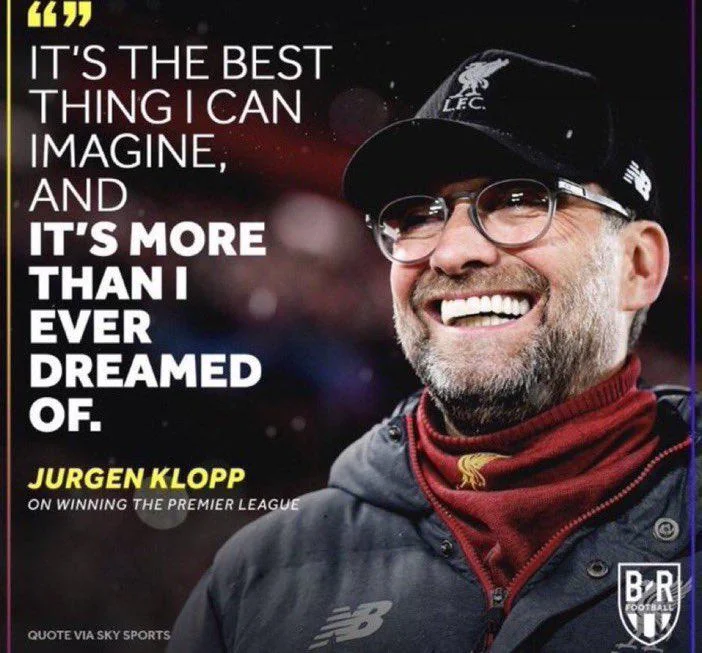 “”
IT'S THE BEST
THING I CAN
IMAGINE,
AND
IT'S MORE
THAN I
EVER
DREAMED
OF.
JURGEN KLOPP
ON WINNING THE PREMIER LEAGUE
QUOTE VIA SKY SPORTS
L.F.C.
NB
B/R
FOOTBALL